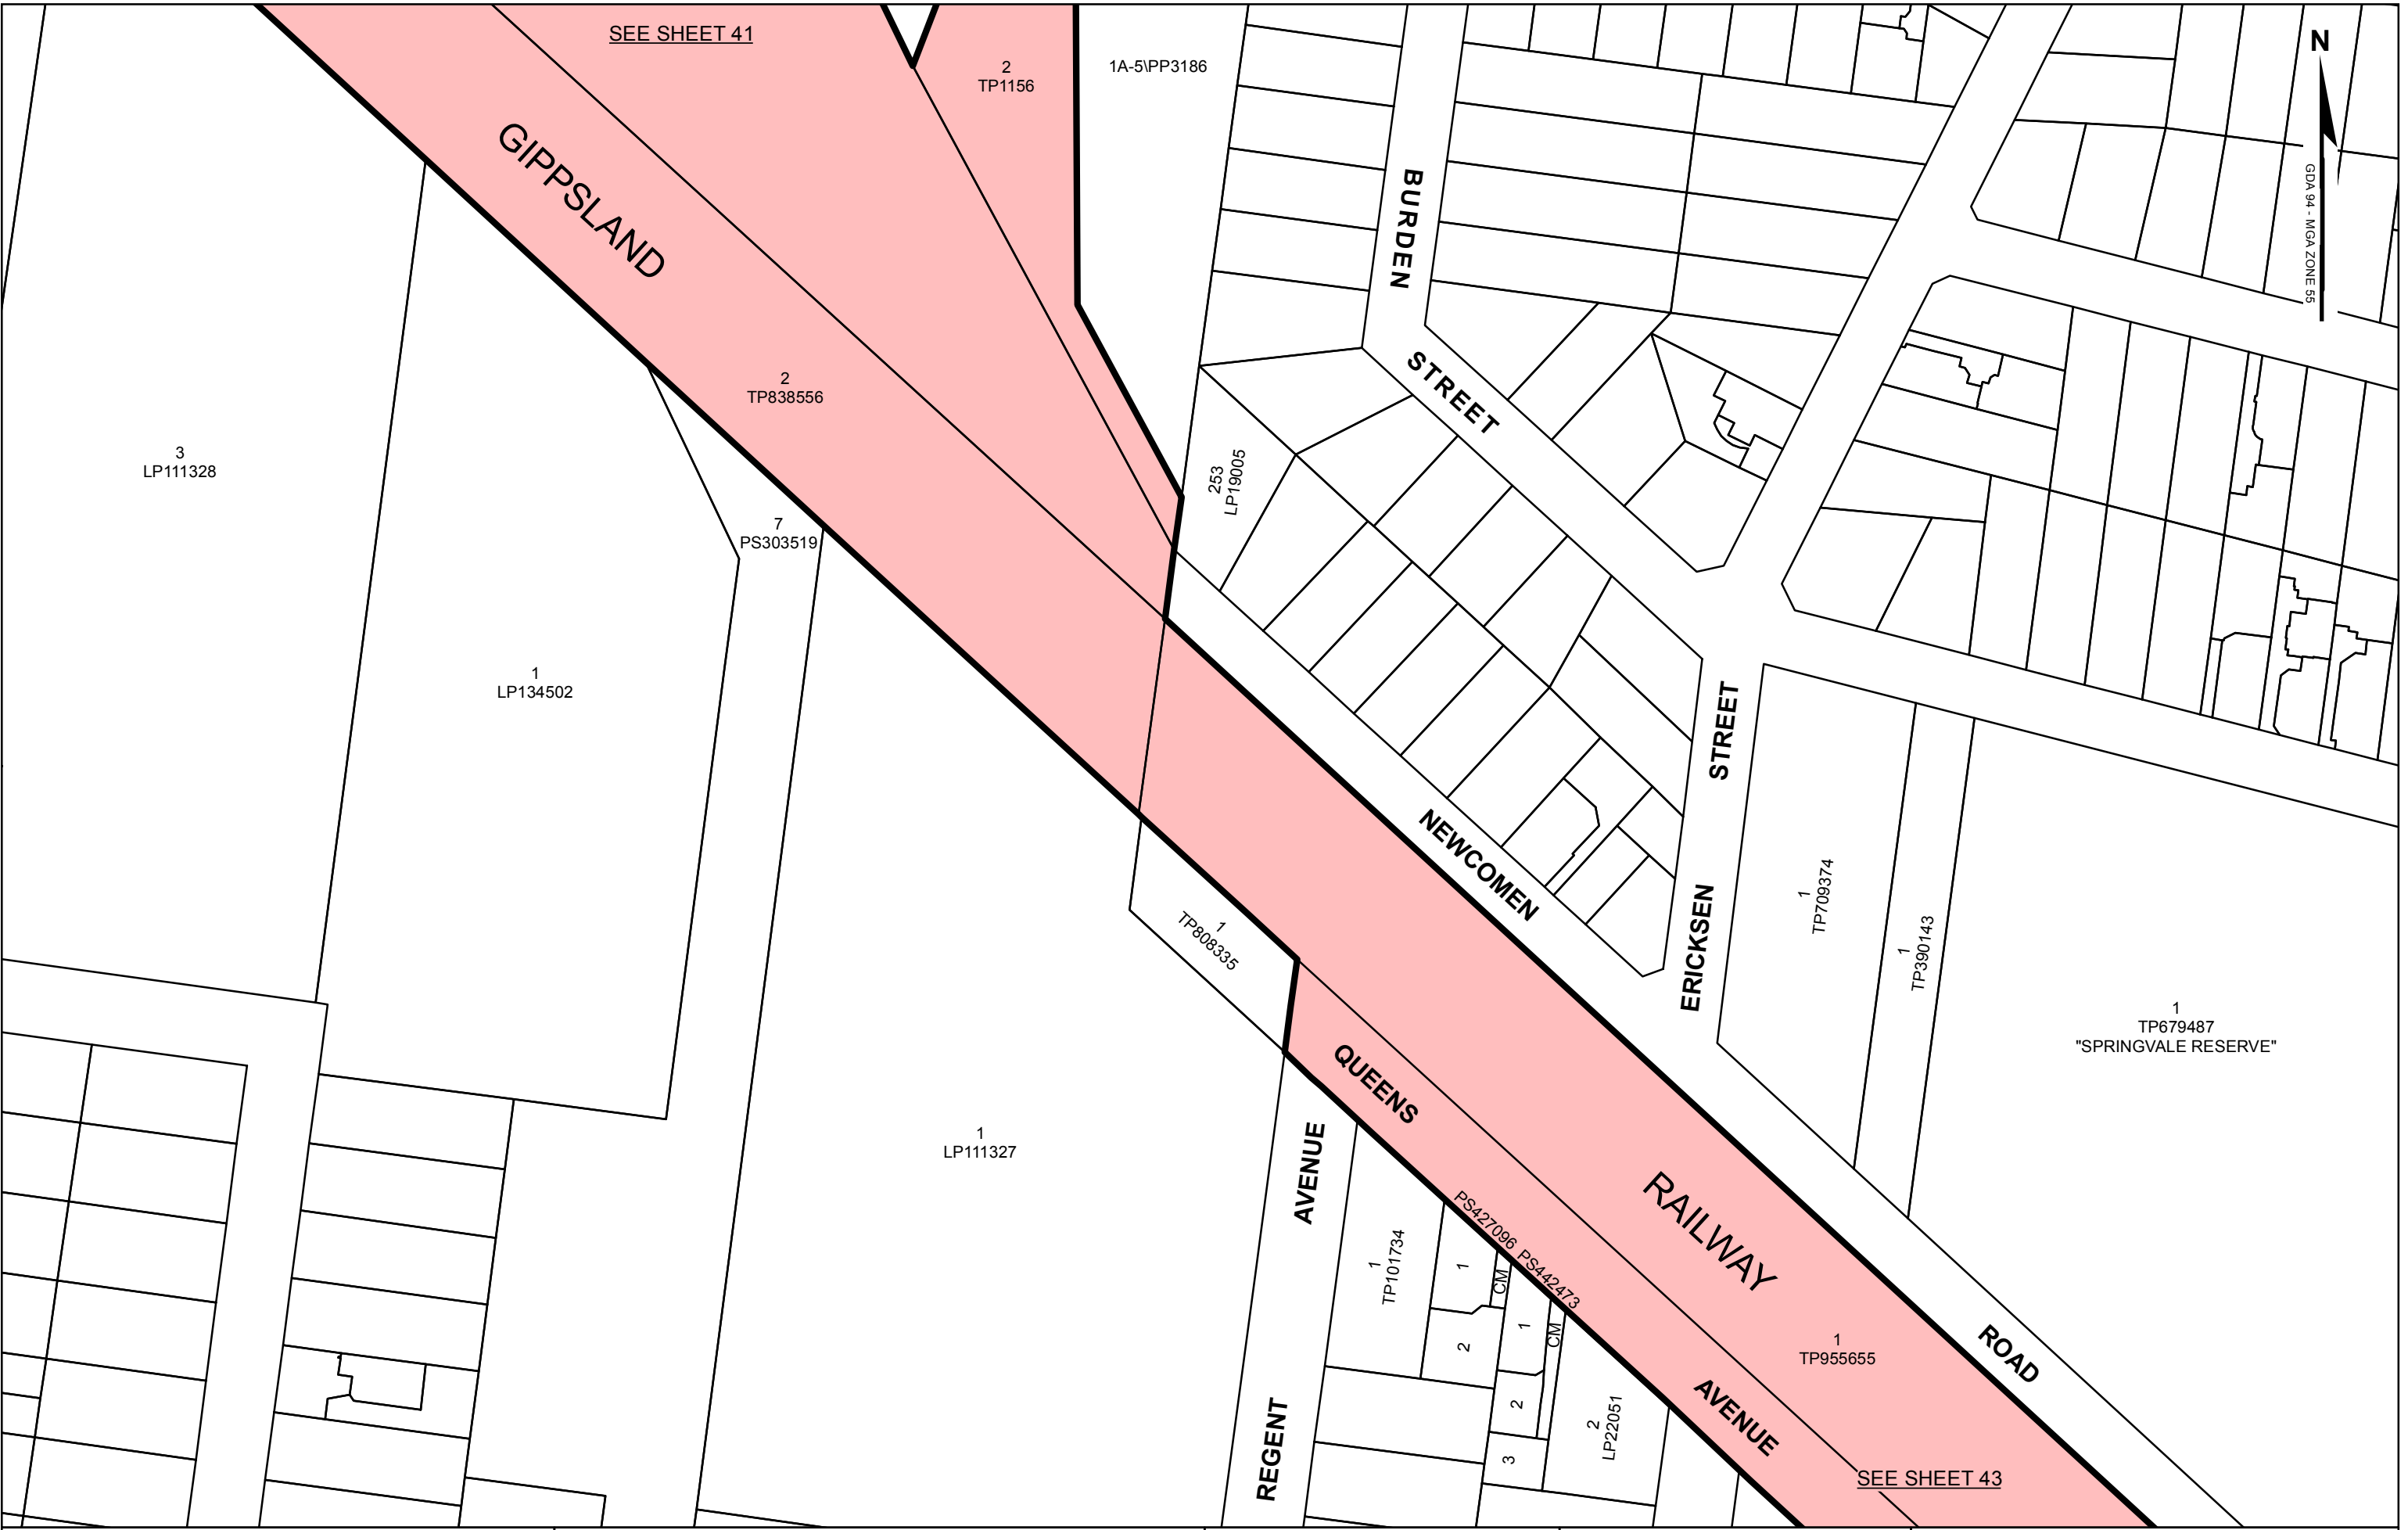 SEE SHEET 41
2
TP1156
1A-5\PP3186
N
GDA 94 - MGA ZONE 55
GIPPSLAND
BURDEN
STREET
2
TP838556
3
LP111328
253
LP19005
7
PS303519
1
LP134502
STREET
ERICKSEN
NEWCOMEN
1
TP709374
1
TP390143
1
TP808335
1
TP679487
"SPRINGVALE RESERVE"
QUEENS
1
LP111327
AVENUE
REGENT
PS427096
PS442473
RAILWAY
1
TP101734
1
CM
2
1
CM
2
3
2
LP22051
1
TP955655
ROAD
AVENUE
SEE SHEET 43